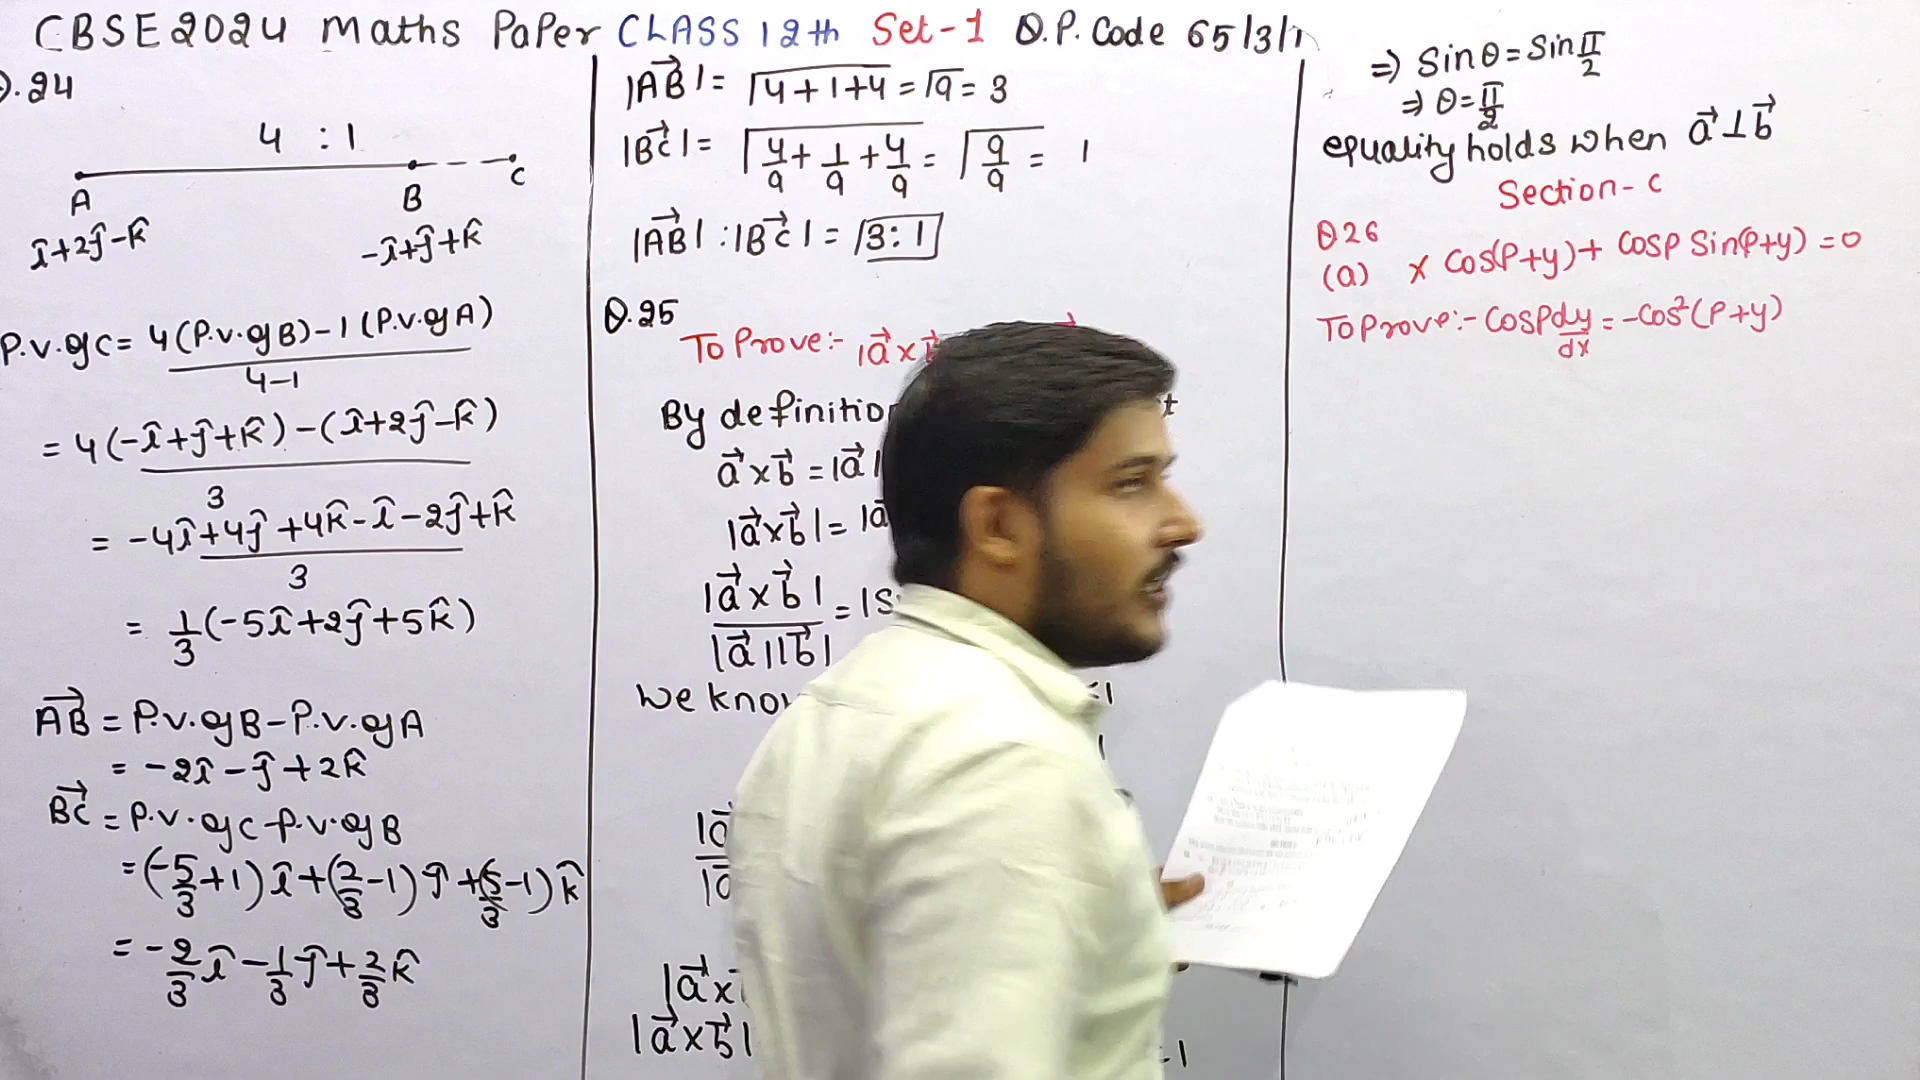 CBSE 2024 Maths PaPer CLASS 12th Set-1 Q.P. Code 65/3/1
Q.24
4 : 1
A B C
î+2ĵ-k̂ -î+ĵ+k̂
P.V. of C = 4(P.V. of B) - 1(P.V. of A)
4-1
= 4(-î+ĵ+k̂) - (î+2ĵ-k̂)
3
= -4î+4ĵ+4k̂-î-2ĵ+k̂
3
= 1/3(-5î+2ĵ+5k̂)
AB⃗ = P.V. of B - P.V. of A
= -2î-ĵ+2k̂
BC⃗ = P.V. of C - P.V. of B
= (-5/3+1)î+(2/3-1)ĵ+(5/3-1)k̂
= -2/3î-1/3ĵ+2/3k̂
|AB⃗| = √4+1+4 = √9 = 3
|BC⃗| = √4/9+1/9+4/9 = √9/9 = 1
|AB⃗| : |BC⃗| = 3:1
Q.25
To Prove:- |a⃗×
By
a⃗×b⃗ = |a⃗|
|a⃗×b⃗| = |a⃗
|a⃗×b⃗|/|a⃗||b⃗| = |S
We
|a⃗×
|a⃗×b⃗|
⇒ Sinθ = Sin π/2
⇒ θ = π/2
equality holds when a⃗⊥b⃗
Section-C
Q26
(a) x Cos(P+y)+ CosP Sin(P+y) = 0
To Prove:- CosP dy/dx = -Cos²(P+y)